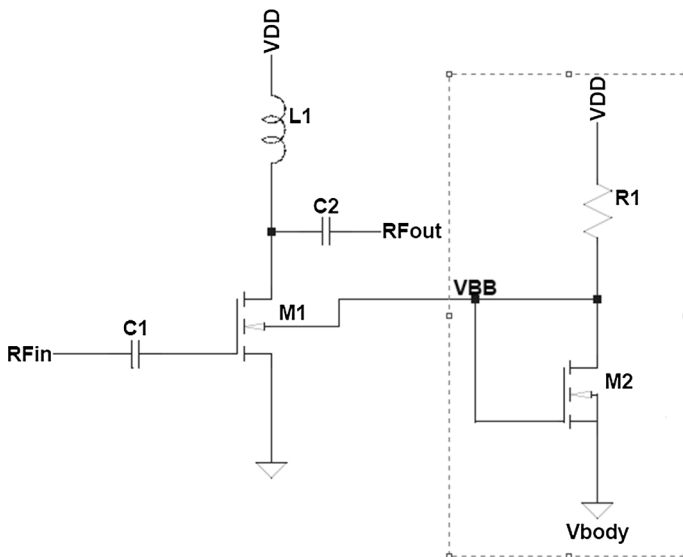 VDD
L1
C2
RFout
M1
C1
RFin
VDD
R1
VBB
M2
Vbody